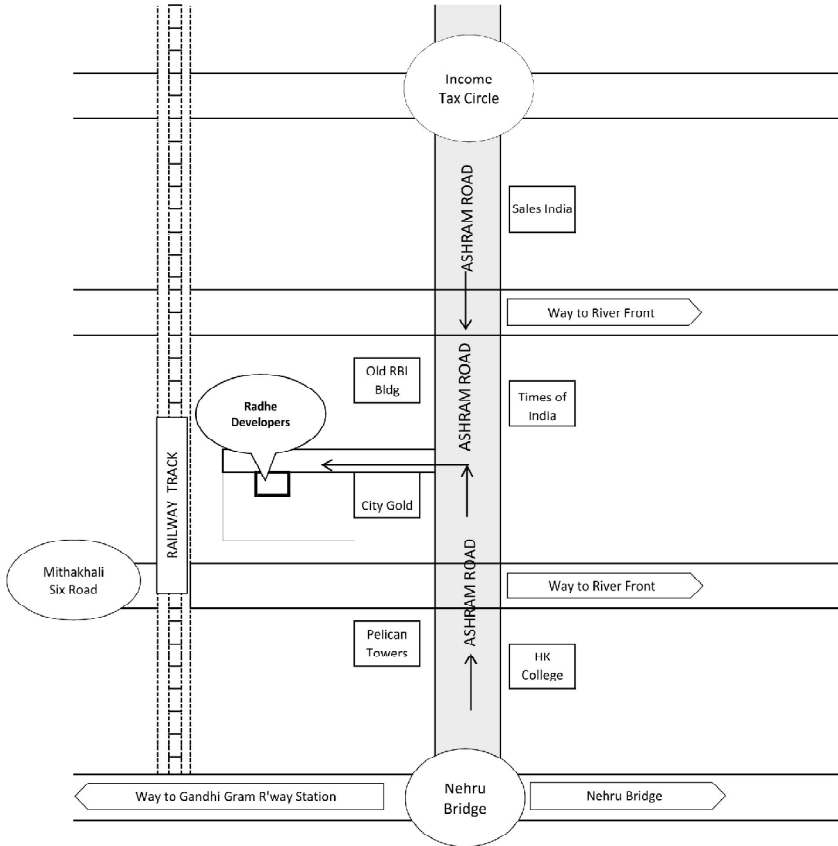 Income
Tax Circle
ASHRAM ROAD
Sales India
Way to River Front
Old RBI
Bldg
ASHRAM ROAD
Times of
India
Radhe
Developers
RAILWAY TRACK
City Gold
Mithakhali
Six Road
ASHRAM ROAD
Way to River Front
Pelican
Towers
HK
College
Way to Gandhi Gram R'way Station
Nehru
Bridge
Nehru Bridge